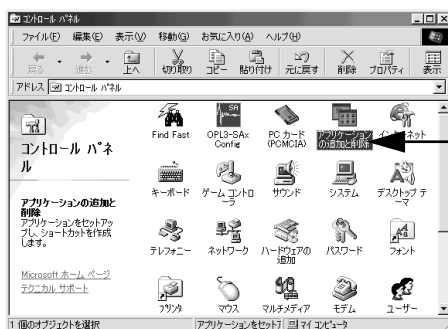 コントロール パネル
ファイル(F) 編集(E) 表示(V) 移動(G) お気に入り(A) ヘルプ(H)
戻る 進む 上へ 切り取り コピー 貼り付け 元に戻す 削除 プロパティ 表示
アドレス コントロール パネル
コントロール パネル
アプリケーションの追加と
削除
アプリケーションをセットアッ
プし、ショートカットを作成
します。
Microsoft ホーム ページ
テクニカル サポート
Find Fast
OPL3-SAx
Config
PC カード
(PCMCIA)
アプリケーション
の追加と削除
インターネット
キーボード
ゲーム コントロ
ーラ
サウンド
システム
デスクトップ テ
ーマ
テレフォニー
ネットワーク
ハードウェアの
追加
パスワード
フォント
プリンタ
マウス
マルチメディア
モデム
ユーザー
1 個のオブジェクトを選択
アプリケーションをセット
マイ コンピュータ